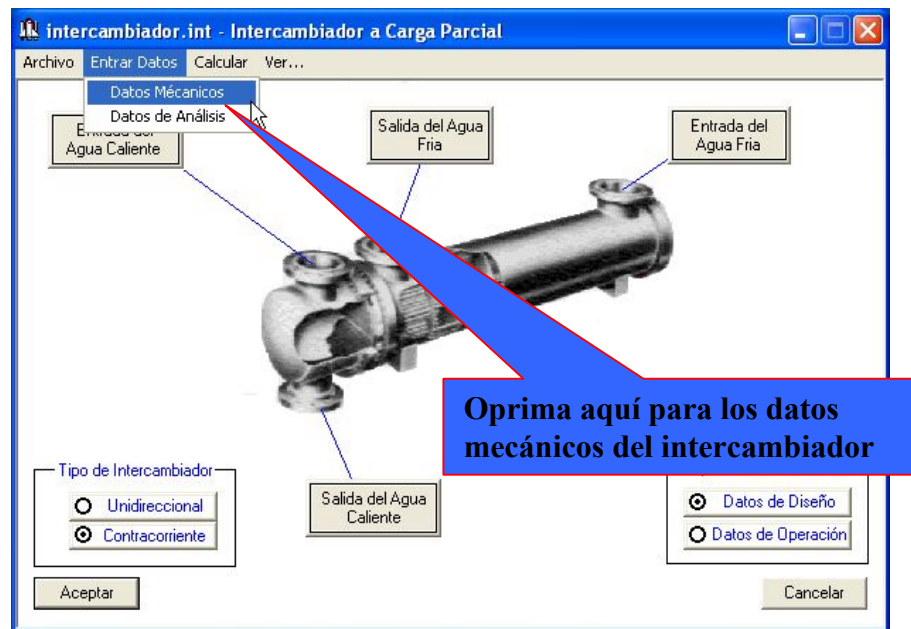 intercambiador.int - Intercambiador a Carga Parcial
Archivo Entrar Datos Calcular Ver...
Datos Mécanicos
Datos de Análisis
Agua Caliente
Salida del Agua
Fria
Entrada del
Agua Fria
Oprima aquí para los datos
mecánicos del intercambiador
Tipo de Intercambiador
Unidireccional
Contracorriente
Salida del Agua
Caliente
Datos de Diseño
Datos de Operación
Aceptar
Cancelar